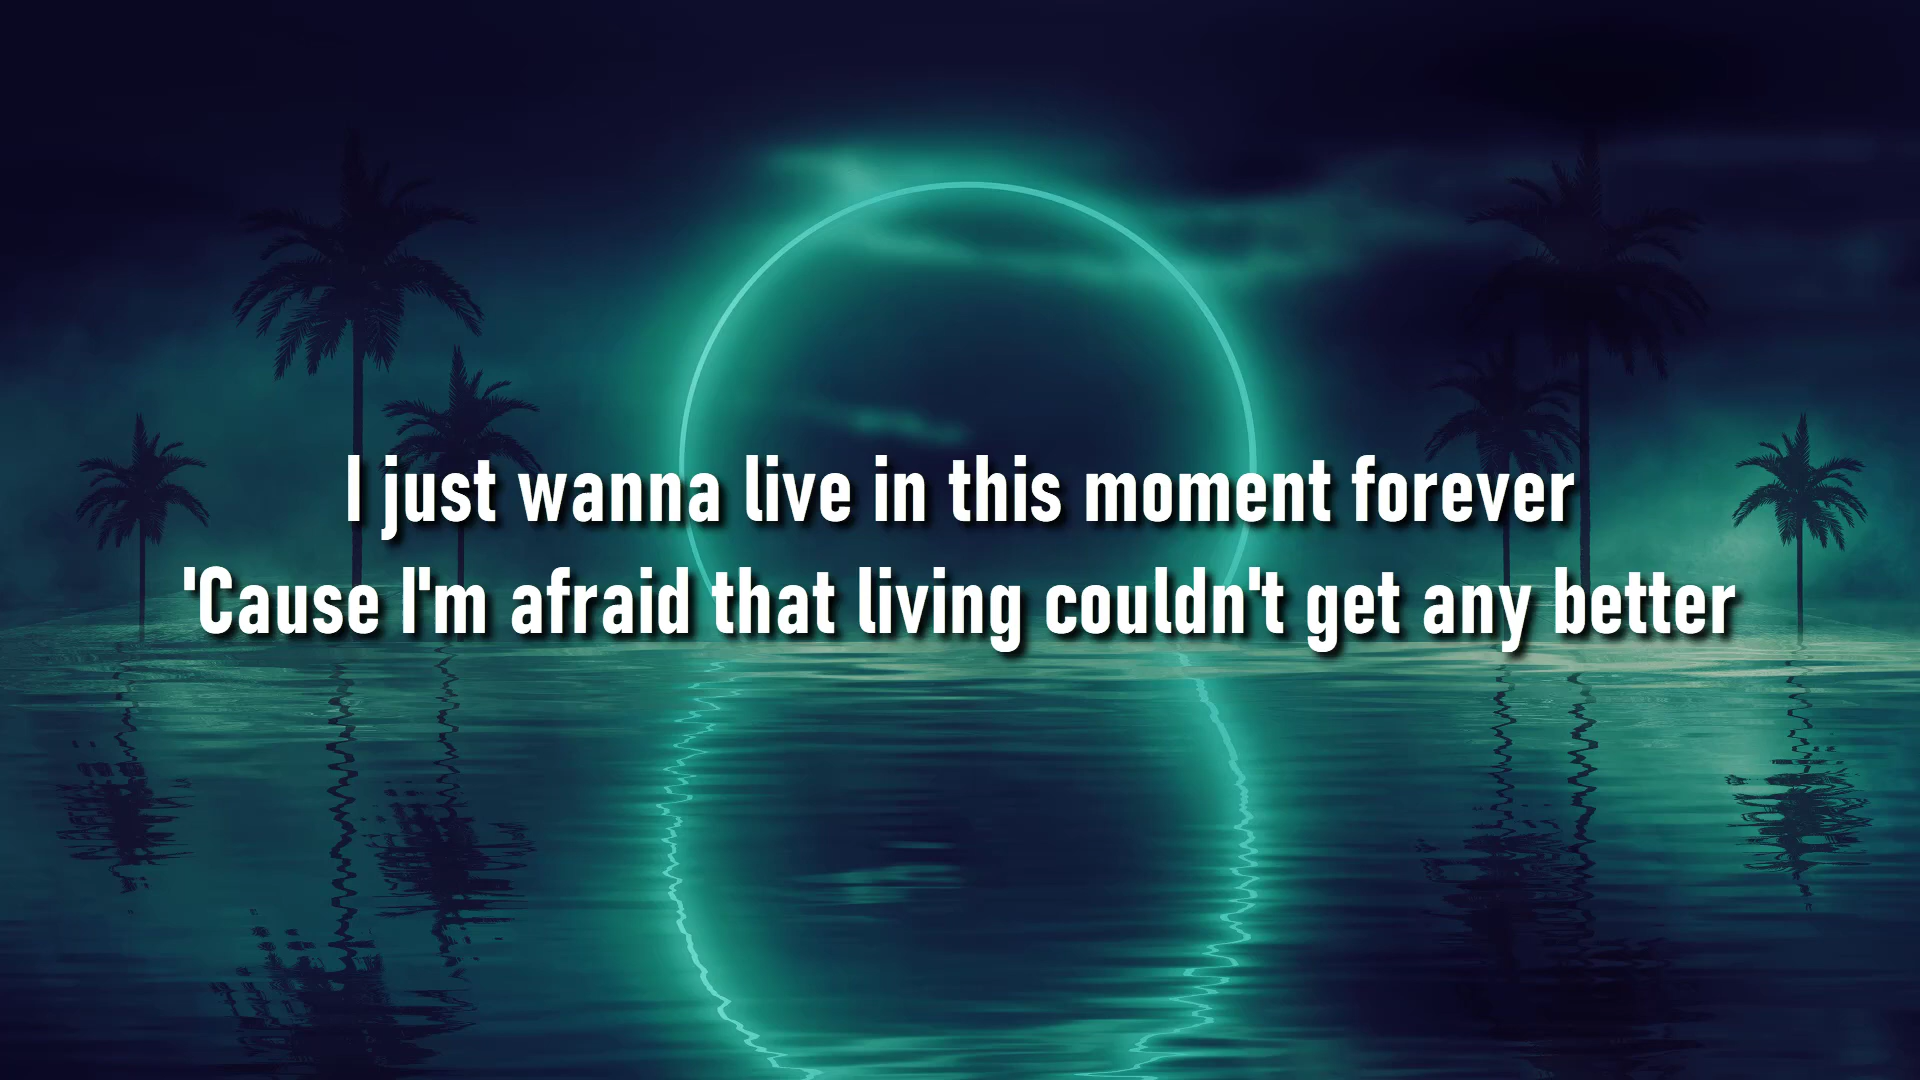 I just wanna live in this moment forever
'Cause I'm afraid that living couldn't get any better